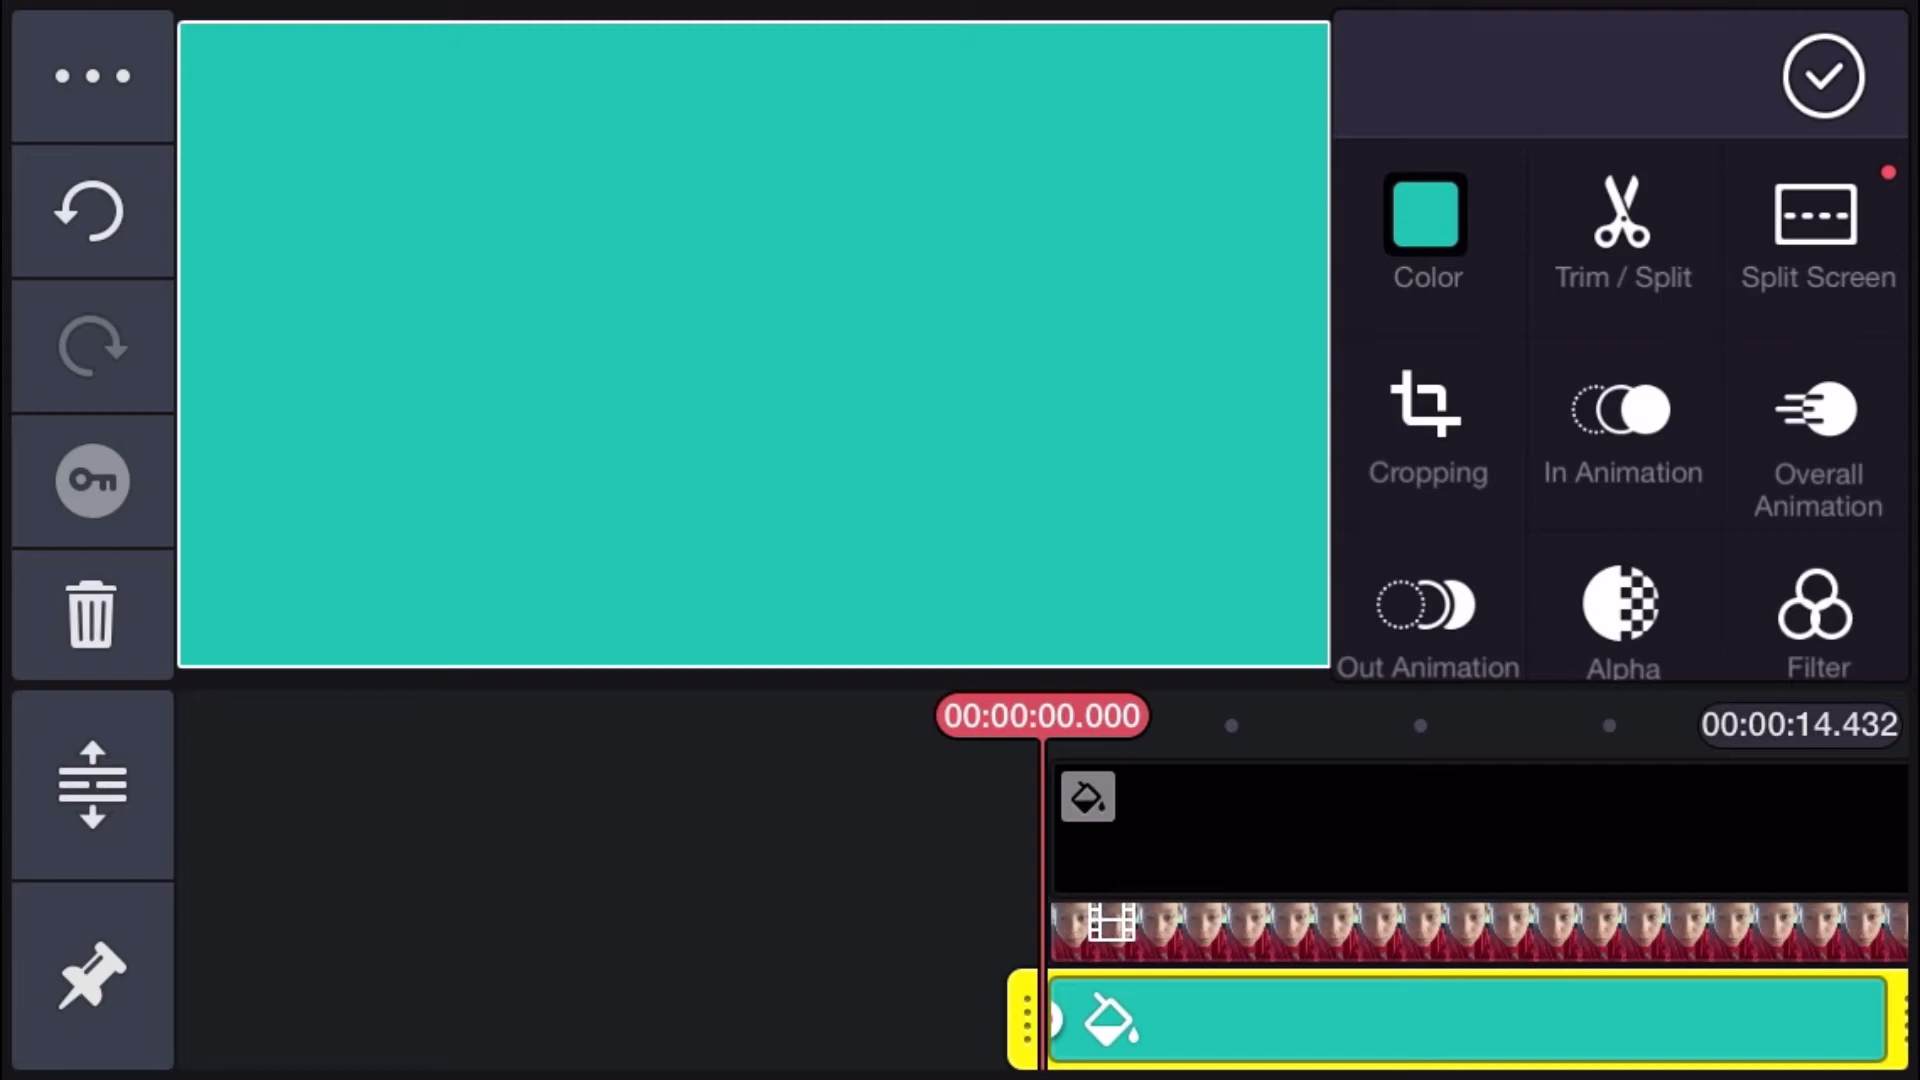 Color
Trim / Split
Split Screen
Cropping
In Animation
Overall
Animation
Out Animation
Alpha
Filter
00:00:00.000
00:00:14.432